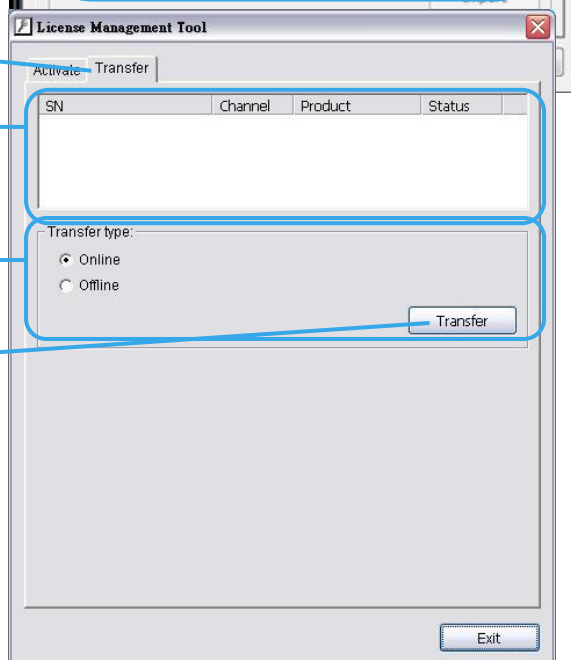 License Management Tool
Activate Transfer
SN Channel Product Status
Transfer type:
Online
Offline
Transfer
Exit